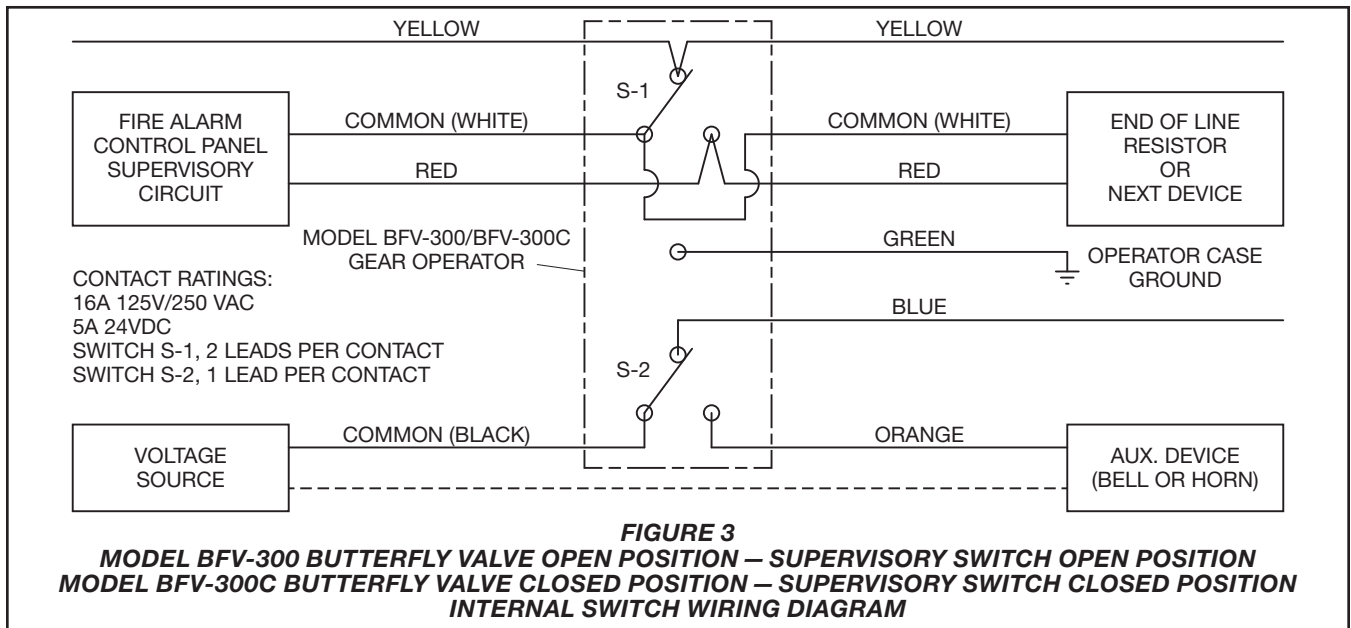 YELLOW
YELLOW
S-1
FIRE ALARM
CONTROL PANEL
SUPERVISORY
CIRCUIT
COMMON (WHITE)
COMMON (WHITE)
RED
RED
END OF LINE
RESISTOR
OR
NEXT DEVICE
MODEL BFV-300/BFV-300C
GEAR OPERATOR
GREEN
OPERATOR CASE
GROUND
CONTACT RATINGS:
16A 125V/250 VAC
5A 24VDC
SWITCH S-1, 2 LEADS PER CONTACT
SWITCH S-2, 1 LEAD PER CONTACT
BLUE
S-2
VOLTAGE
SOURCE
COMMON (BLACK)
ORANGE
AUX. DEVICE
(BELL OR HORN)
FIGURE 3
MODEL BFV-300 BUTTERFLY VALVE OPEN POSITION — SUPERVISORY SWITCH OPEN POSITION
MODEL BFV-300C BUTTERFLY VALVE CLOSED POSITION — SUPERVISORY SWITCH CLOSED POSITION
INTERNAL SWITCH WIRING DIAGRAM